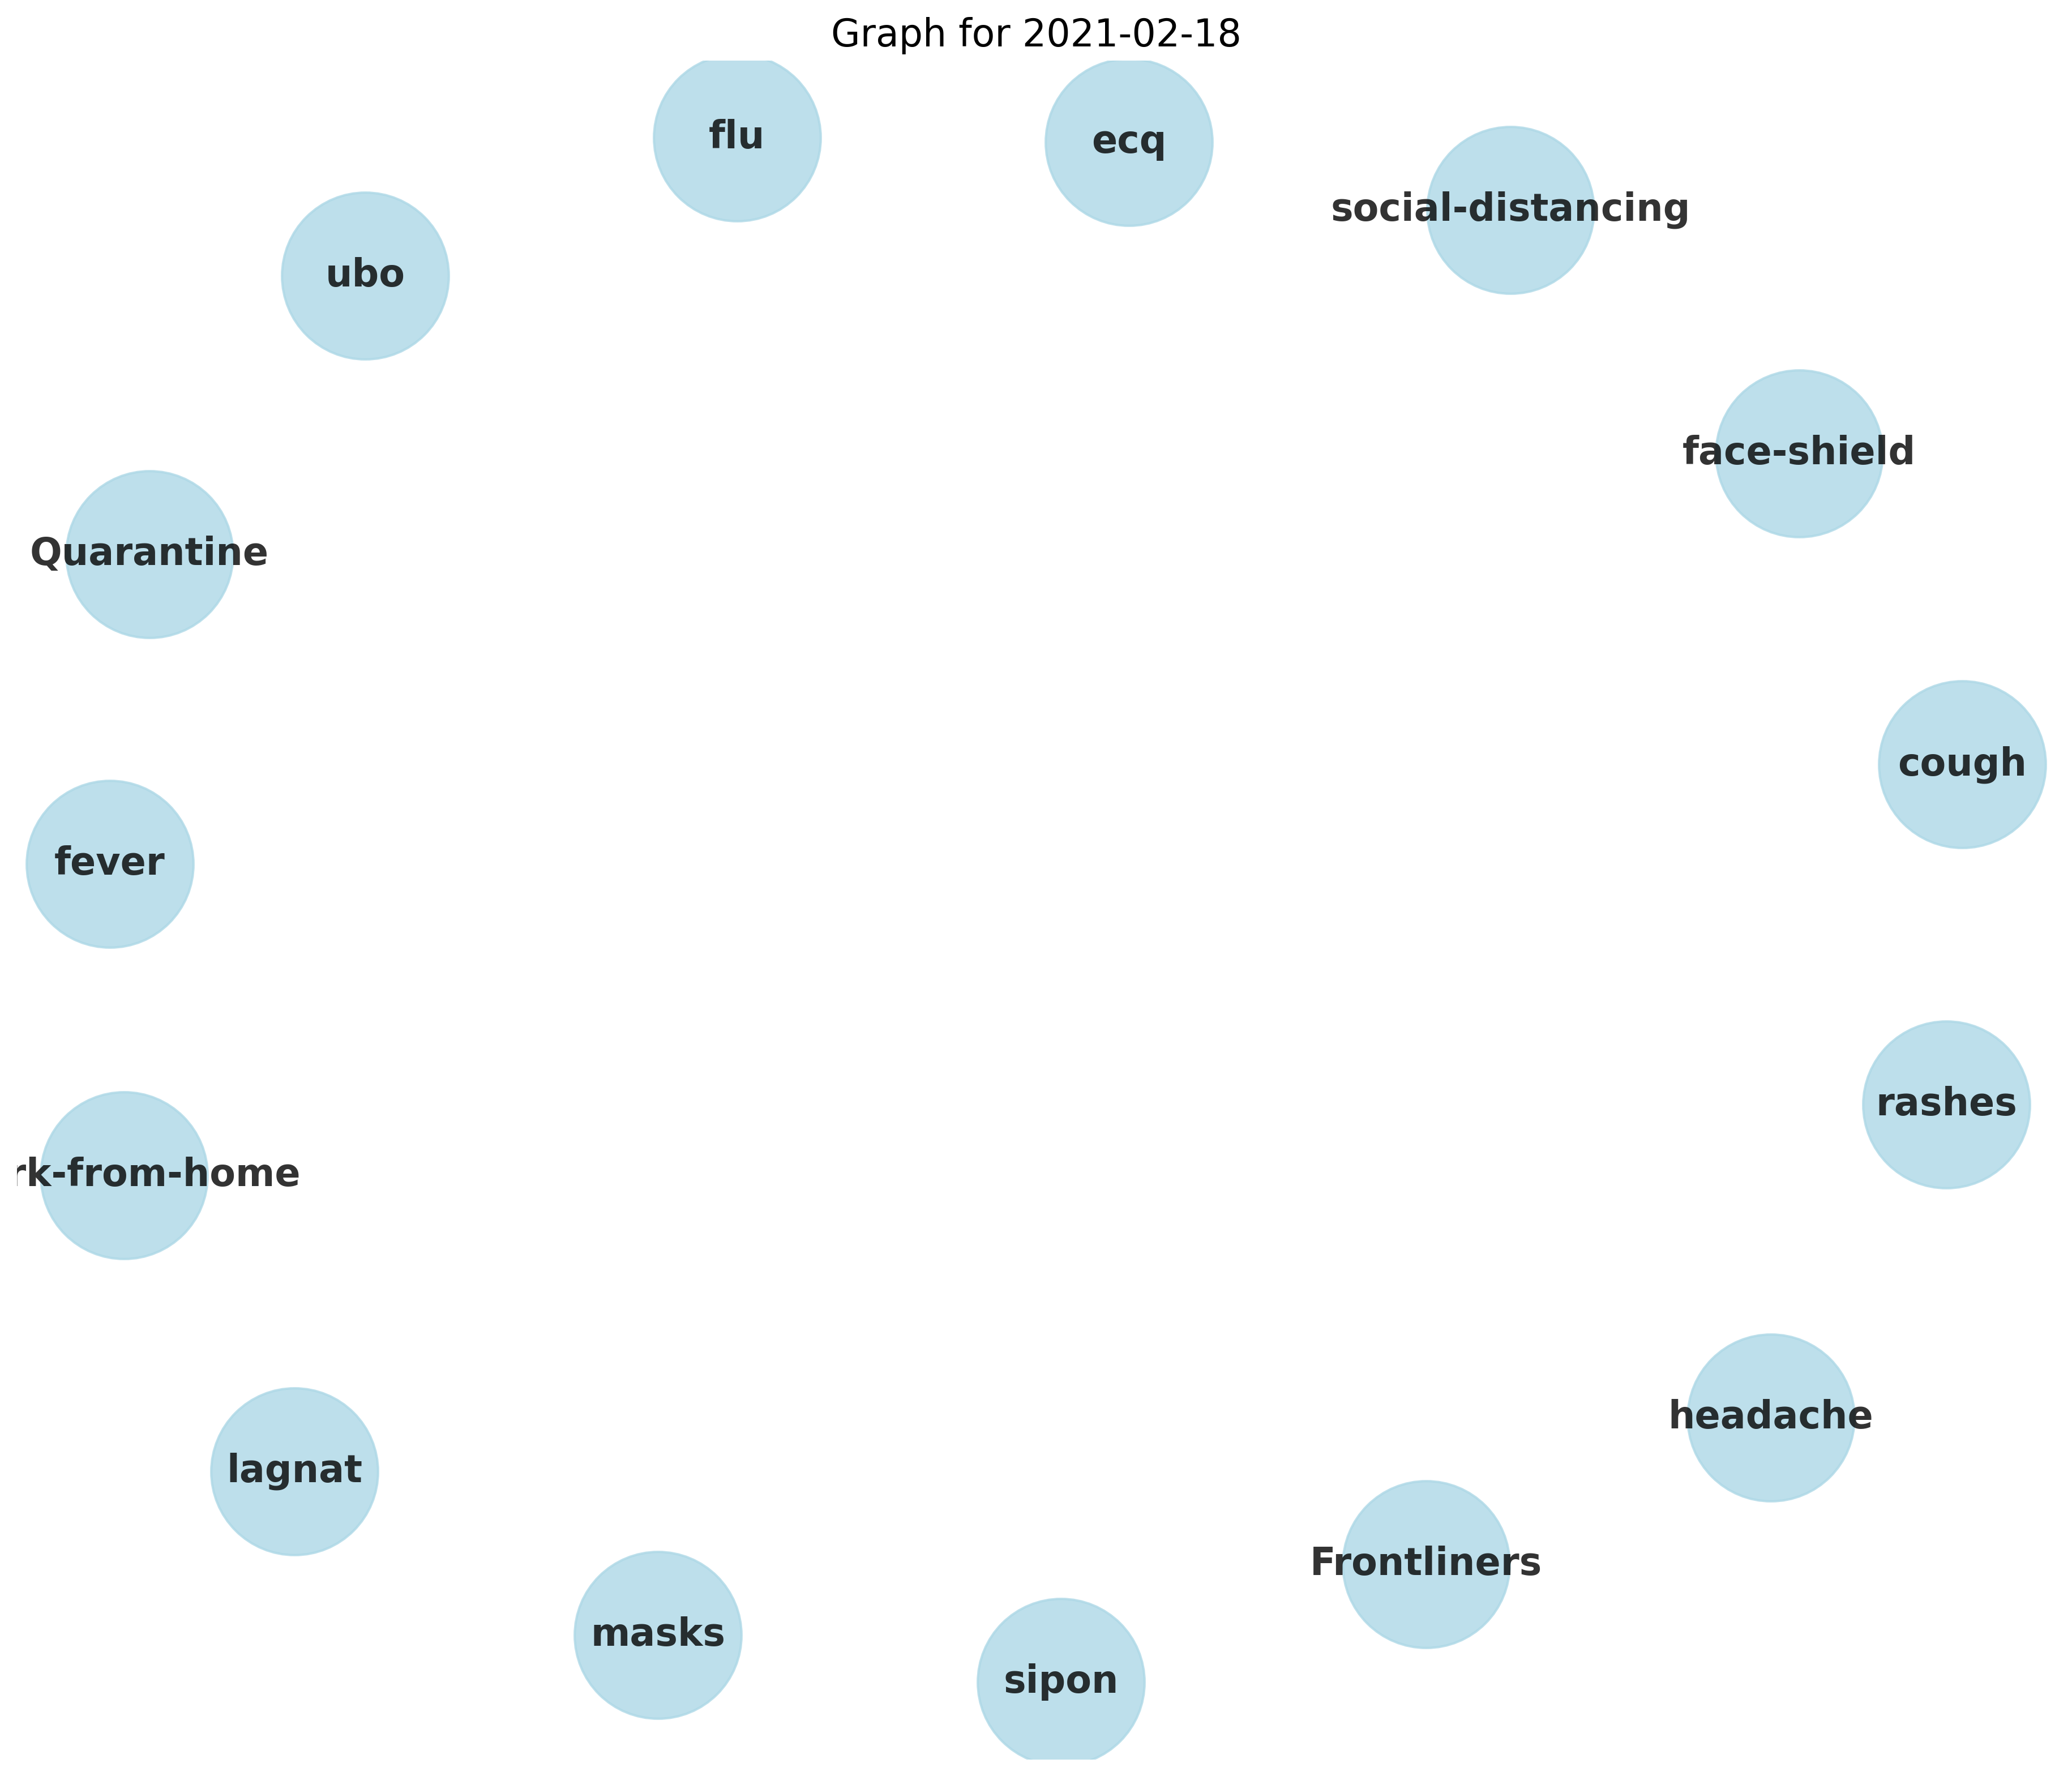 Graph for 2021-02-18
flu
ecq
social-distancing
ubo
face-shield
Quarantine
cough
fever
rashes
rk-from-home
headache
lagnat
Frontliners
masks
sipon